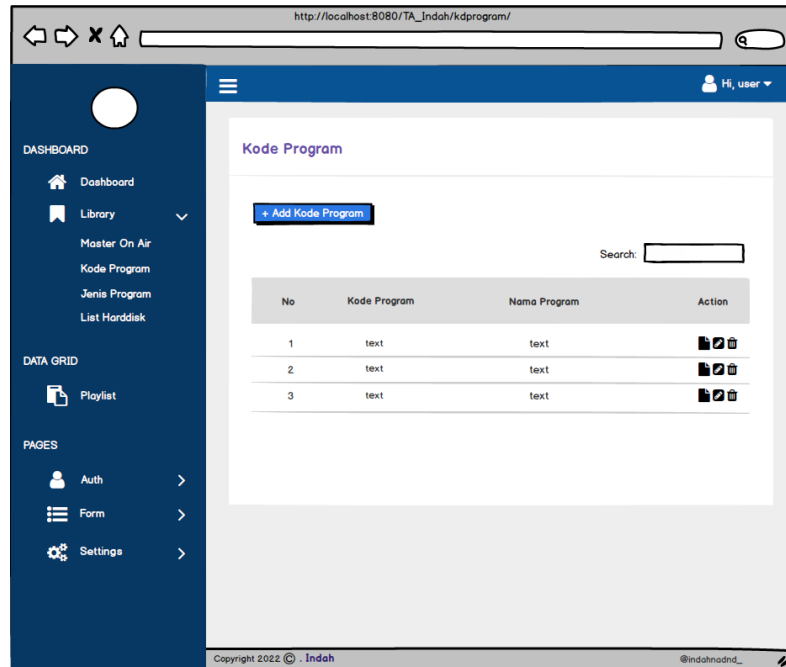 http://localhost:8080/TA_Indah/kdprogram/
Hi, user
DASHBOARD
Dashboard
Library
Master On Air
Kode Program
Jenis Program
List Harddisk
DATA GRID
Playlist
PAGES
Auth
Form
Settings
Kode Program
+ Add Kode Program
Search:
No Kode Program Nama Program Action
1 text text
2 text text
3 text text
Copyright 2022 © . Indah
@indahnadnd_